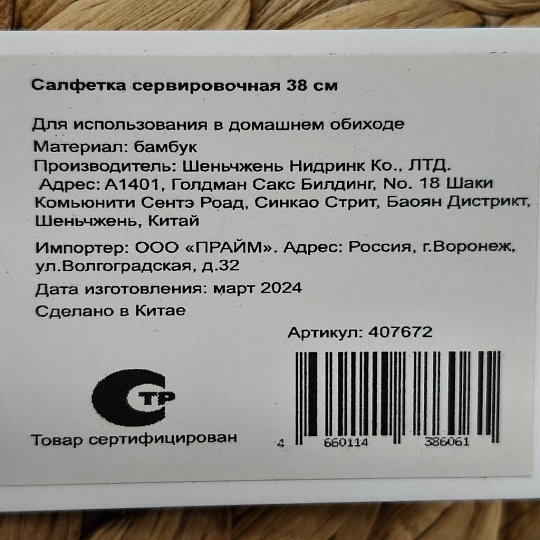 Салфетка сервировочная 38 см
Для использования в домашнем обиходе
Материал: бамбук
Производитель: Шеньчжень Нидринк Ко., ЛТД.
Адрес: А1401, Голдман Сакс Билдинг, No. 18 Шаки
Комьюнити Сентэ Роад, Синкао Стрит, Баоян Дистрикт,
Шеньчжень, Китай
Импортер: ООО «ПРАЙМ». Адрес: Россия, г.Воронеж,
ул.Волгоградская, д.32
Дата изготовления: март 2024
Сделано в Китае
Артикул: 407672
ТР
Товар сертифицирован
4 660114 386061